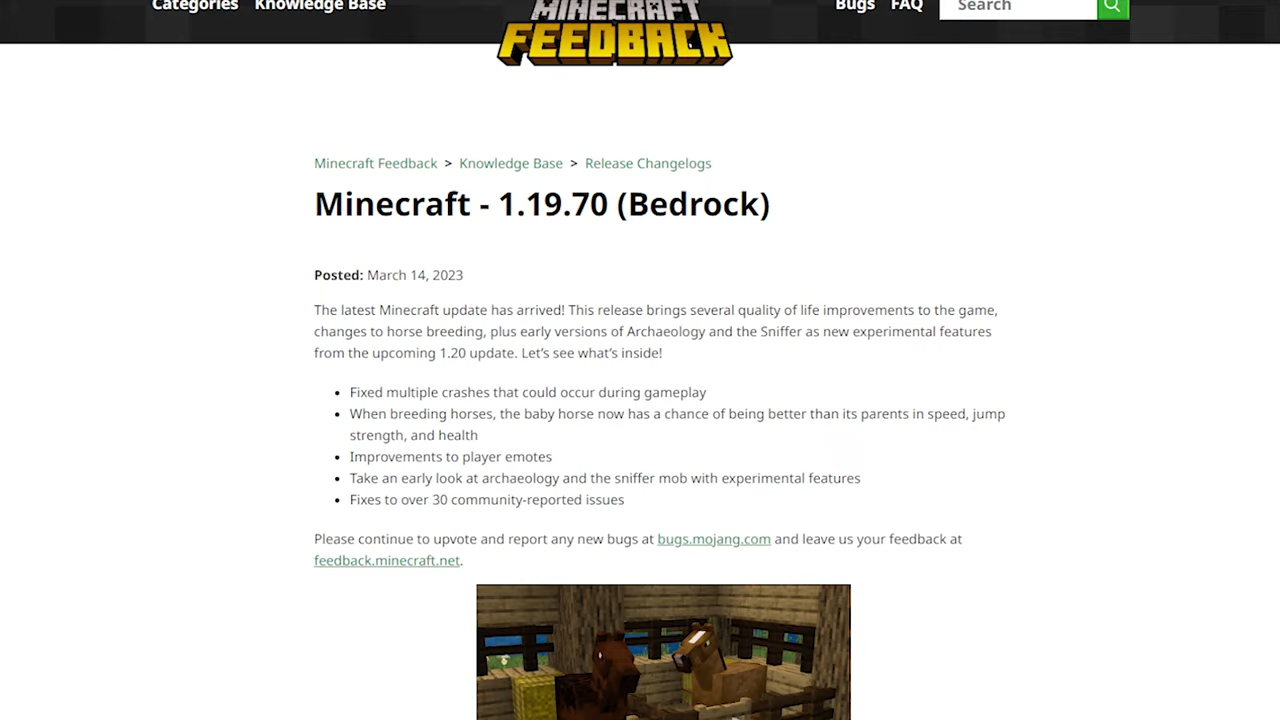 Categories Knowledge Base
MINECRAFT
FEEDBACK
Bugs FAQ Search
Minecraft Feedback > Knowledge Base > Release Changelogs
Minecraft - 1.19.70 (Bedrock)
Posted: March 14, 2023
The latest Minecraft update has arrived! This release brings several quality of life improvements to the game,
changes to horse breeding, plus early versions of Archaeology and the Sniffer as new experimental features
from the upcoming 1.20 update. Let’s see what’s inside!
• Fixed multiple crashes that could occur during gameplay
• When breeding horses, the baby horse now has a chance of being better than its parents in speed, jump
strength, and health
• Improvements to player emotes
• Take an early look at archaeology and the sniffer mob with experimental features
• Fixes to over 30 community-reported issues
Please continue to upvote and report any new bugs at bugs.mojang.com and leave us your feedback at
feedback.minecraft.net.